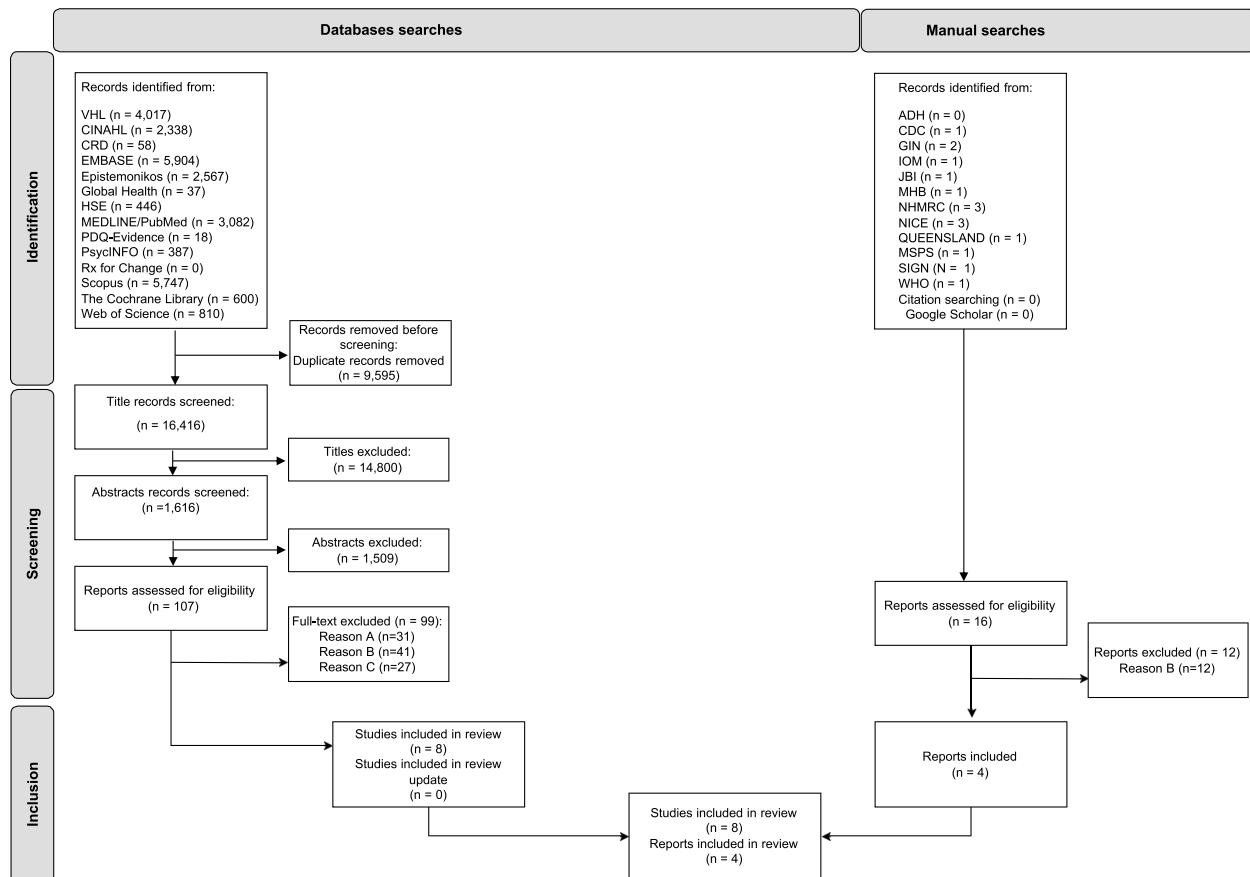 Databases searches
Manual searches
Identification
Records identified from:
VHL (n = 4,017)
CINAHL (n = 2,338)
CRD (n = 58)
EMBASE (n = 5,904)
Epistemonikos (n = 2,567)
Global Health (n = 37)
HSE (n = 446)
MEDLINE/PubMed (n = 3,082)
PDQ-Evidence (n = 18)
PsycINFO (n = 387)
Rx for Change (n = 0)
Scopus (n = 5,747)
The Cochrane Library (n = 600)
Web of Science (n = 810)
Records removed before
screening:
Duplicate records removed
(n = 9,595)
Records identified from:
ADH (n = 0)
CDC (n = 1)
GIN (n = 2)
IOM (n = 1)
JBI (n = 1)
MHB (n = 1)
NHMRC (n = 3)
NICE (n = 3)
QUEENSLAND (n = 1)
MSPS (n = 1)
SIGN (N = 1)
WHO (n = 1)
Citation searching (n = 0)
Google Scholar (n = 0)
Screening
Title records screened:
(n = 16,416)
Titles excluded:
(n = 14,800)
Abstracts records screened:
(n =1,616)
Abstracts excluded:
(n = 1,509)
Reports assessed for eligibility
(n = 107)
Full-text excluded (n = 99):
Reason A (n=31)
Reason B (n=41)
Reason C (n=27)
Reports assessed for eligibility
(n = 16)
Reports excluded (n = 12)
Reason B (n=12)
Inclusion
Studies included in review
(n = 8)
Studies included in review
update
(n = 0)
Reports included
(n = 4)
Studies included in review
(n = 8)
Reports included in review
(n = 4)